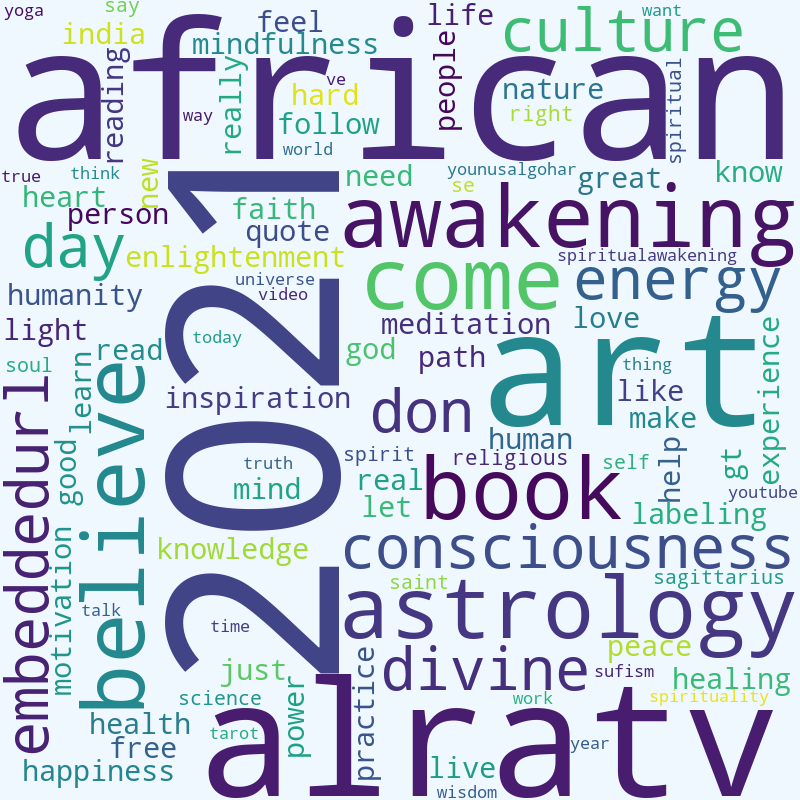 yoga
say
feel
life
want
india
mindfulness
culture
african
reading
really
ve
hard
people
nature
spiritual
way
follow
right
world
true
think
new
need
younusalgohar
great
know
heart
se
person
faith
awakening
day
quote
enlightenment
spiritualawakening
2021
universe
come
energy
humanity
video
light
meditation
love
today
art
read
god
path
soul
learn
thing
believe
inspiration
don
like
experience
embeddedurl
make
human
good
truth
spirit
religious
self
help
gt
mind
real
book
youtube
let
labeling
motivation
knowledge
consciousness
saint
sagittarius
astrology
talk
time
peace
just
practice
divine
sufism
healing
power
science
alratv
work
spirituality
health
tarot
free
year
happiness
live
wisdom